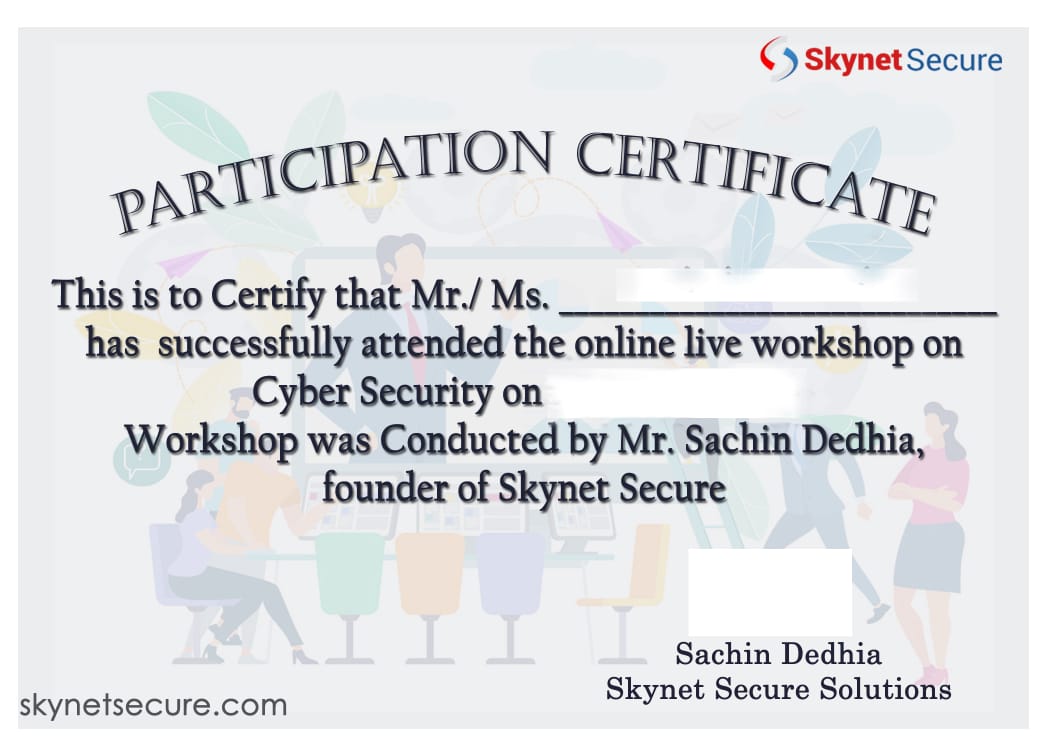 Skynet Secure
PARTICIPATION CERTIFICATE
This is to Certify that Mr./ Ms. ____________________________
has successfully attended the online live workshop on
Cyber Security on
Workshop was Conducted by Mr. Sachin Dedhia,
founder of Skynet Secure
Sachin Dedhia
Skynet Secure Solutions
skynetsecure.com